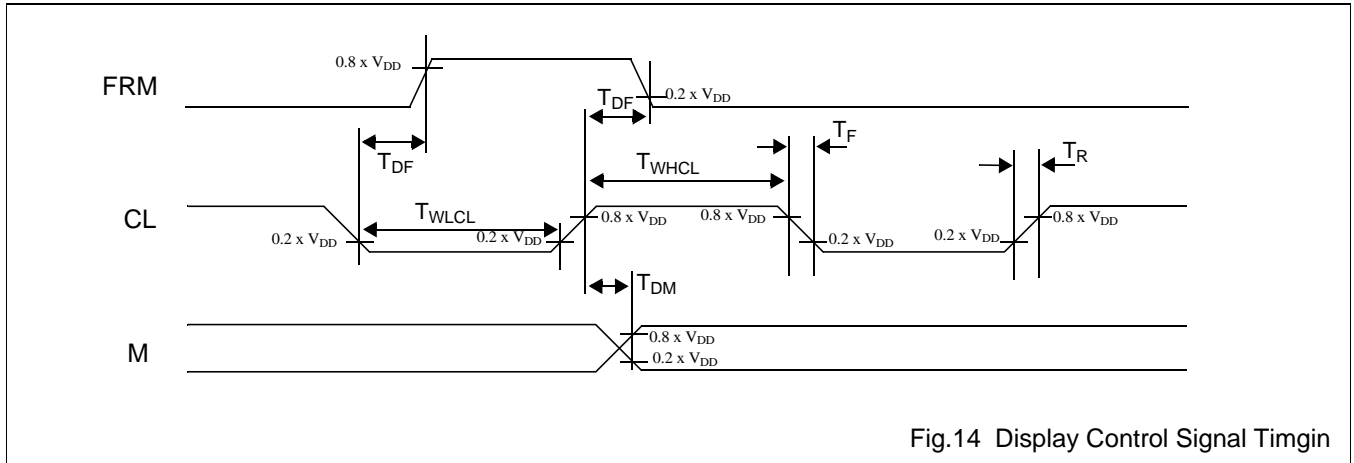 FRM
0.8 x VDD
TDF
0.2 x VDD
TDF
TF
TR
TWHCL
CL
TWLCL
0.2 x VDD
0.2 x VDD
0.8 x VDD
0.8 x VDD
0.2 x VDD
0.2 x VDD
0.8 x VDD
TDM
M
0.8 x VDD
0.2 x VDD
Fig.14 Display Control Signal Timgin